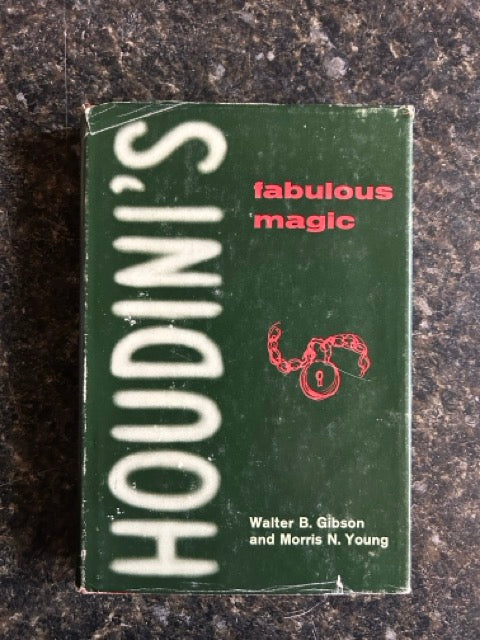 HOUDINI'S
fabulous
magic
Walter B. Gibson
and Morris N. Young